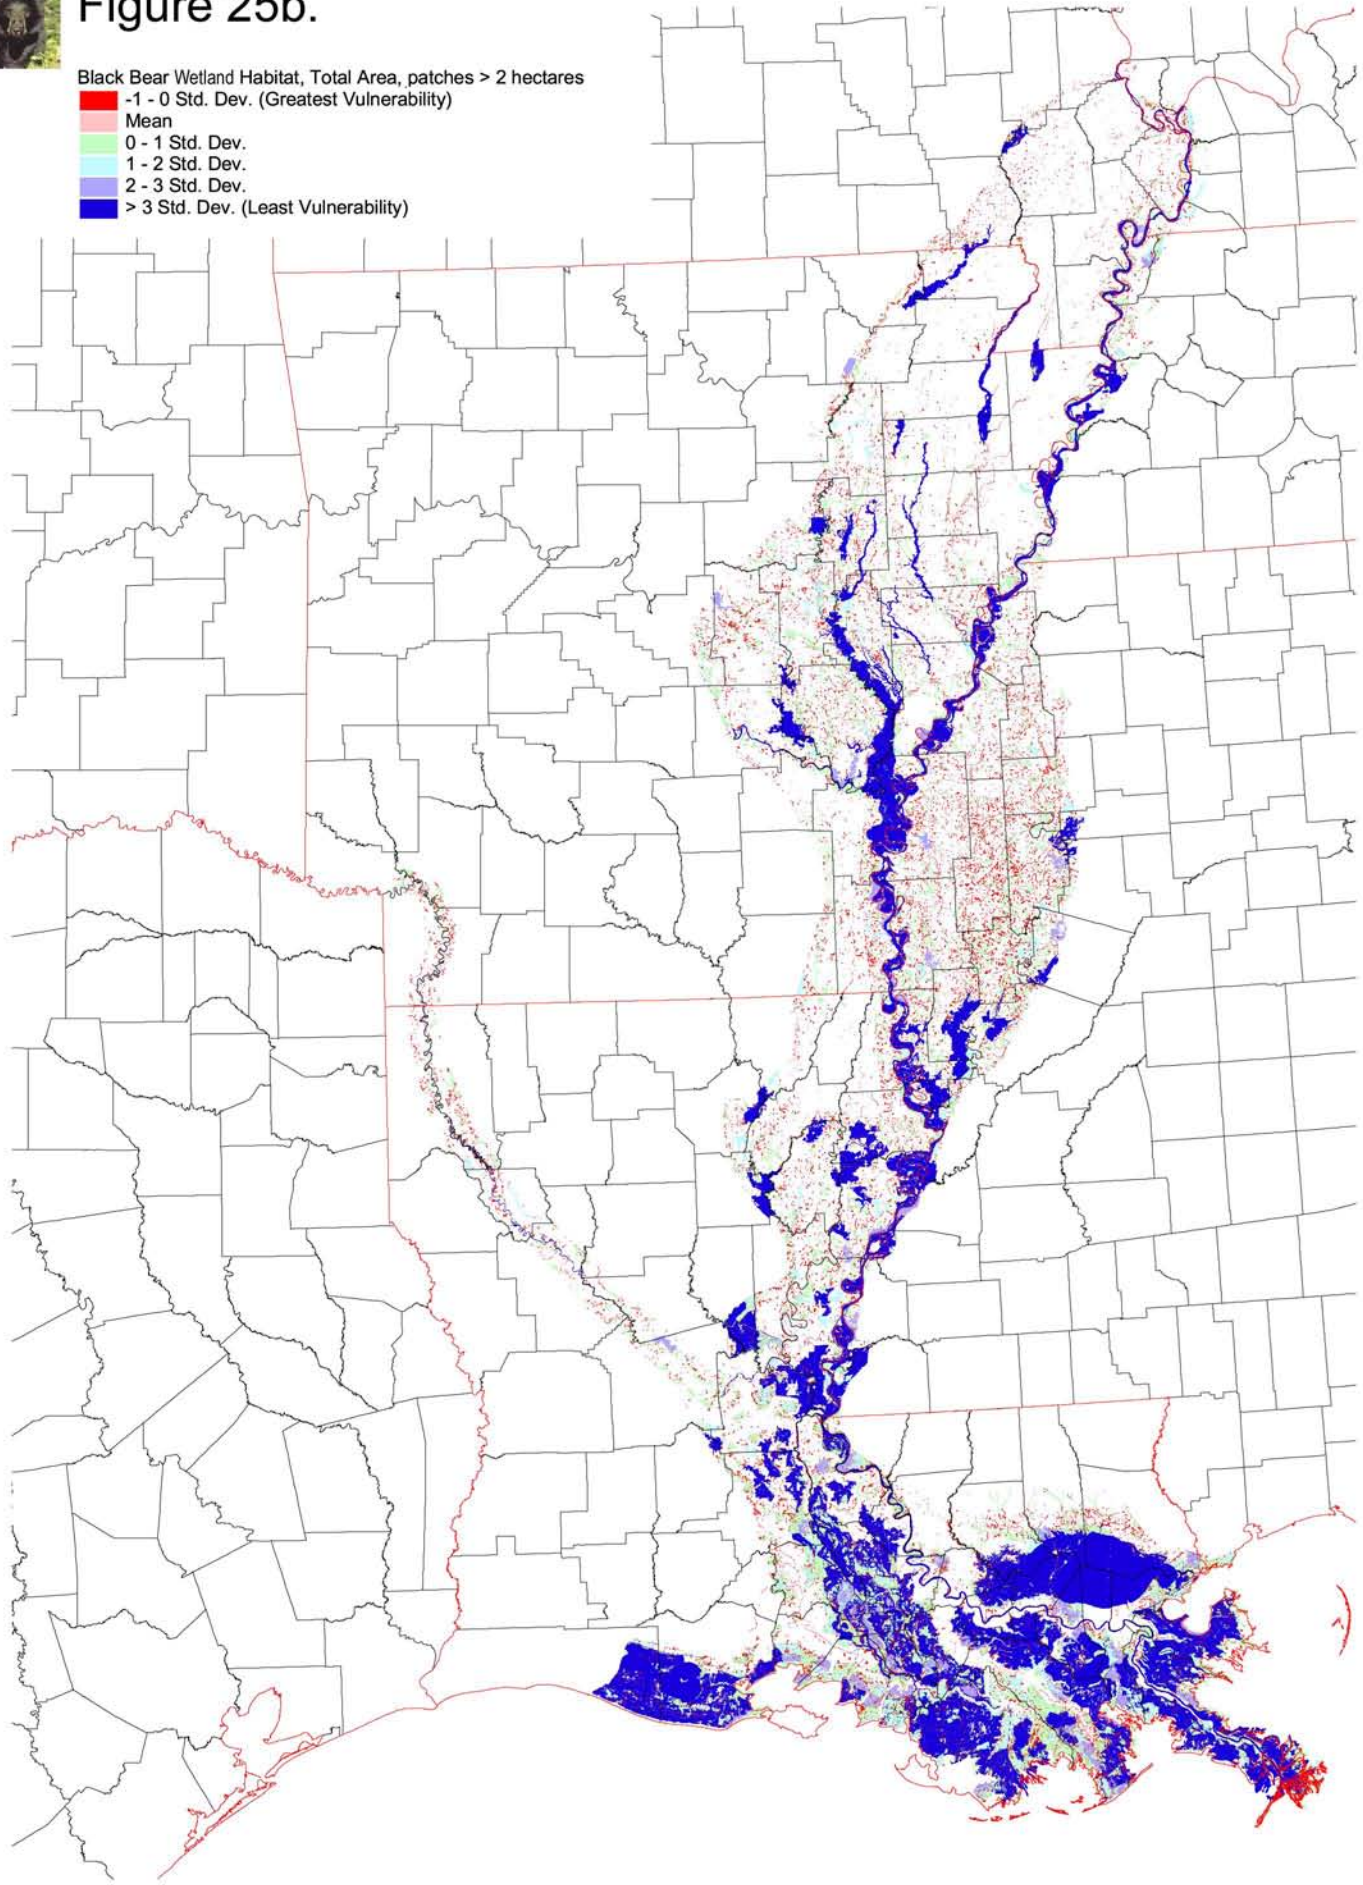 Figure 25b.
Black Bear Wetland Habitat, Total Area, patches > 2 hectares
-1 - 0 Std. Dev. (Greatest Vulnerability)
Mean
0 - 1 Std. Dev.
1 - 2 Std. Dev.
2 - 3 Std. Dev.
> 3 Std. Dev. (Least Vulnerability)